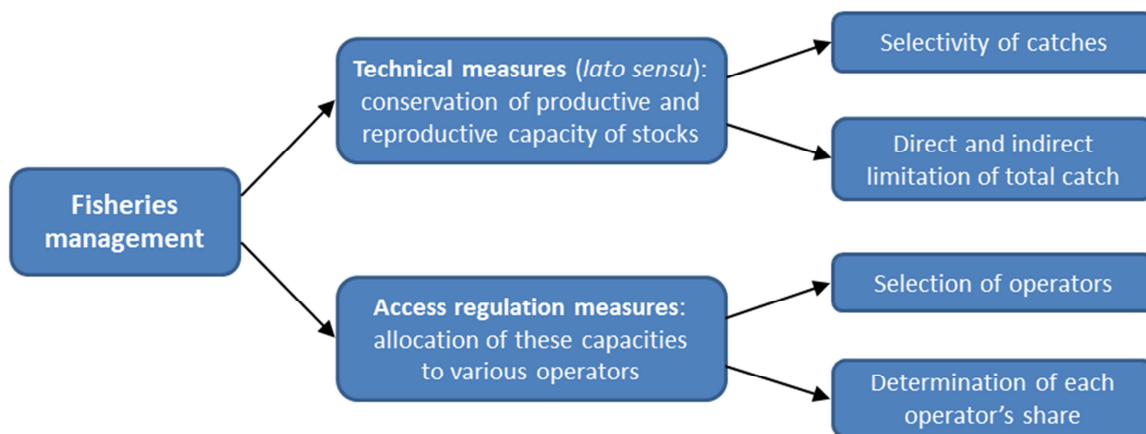 Fisheries
management
Technical measures (lato sensu):
conservation of productive and
reproductive capacity of stocks
Selectivity of catches
Direct and indirect
limitation of total catch
Access regulation measures:
allocation of these capacities
to various operators
Selection of operators
Determination of each
operator's share